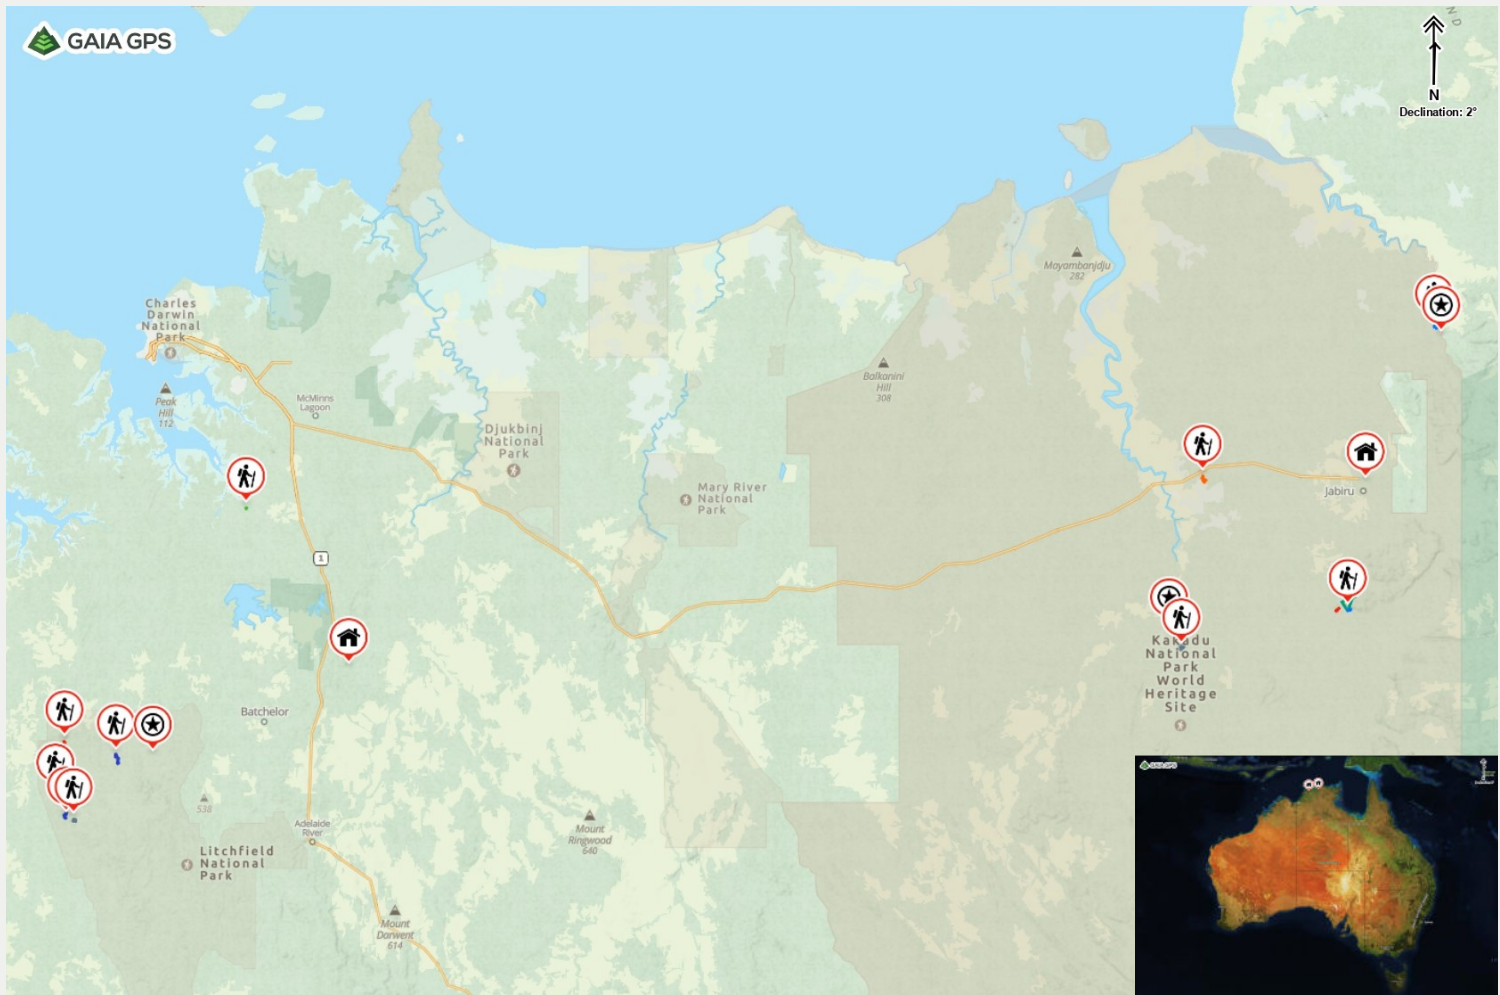 GAIA GPS
N
Declination: 2°
Charles
Darwin
National
Park
Peak
Hill
112
McMinns
Lagoon
Djukbinj
National
Park
Mary River
National
Park
Balkanini
Hill
308
Mayambanjdju
282
Jabiru
1
Kakadu
National
Park
World
Heritage
Site
Batchelor
538
Adelaide
River
Litchfield
National
Park
Mount
Ringwood
640
Mount
Darwent
614
GAIA GPS